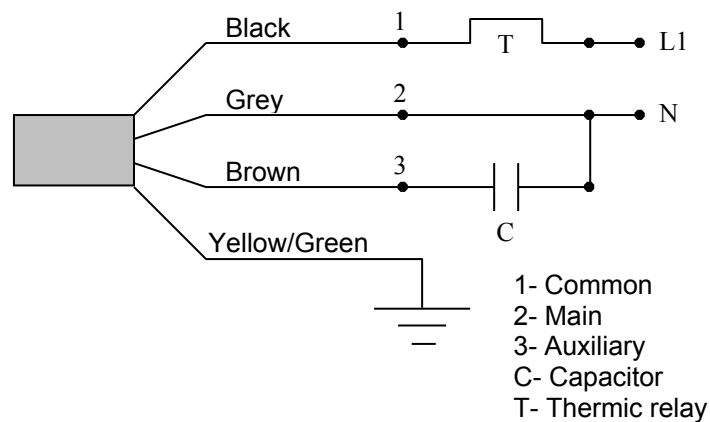 Black 1 T L1
Grey 2 N
Brown 3 C
Yellow/Green
1- Common
2- Main
3- Auxiliary
C- Capacitor
T- Thermic relay